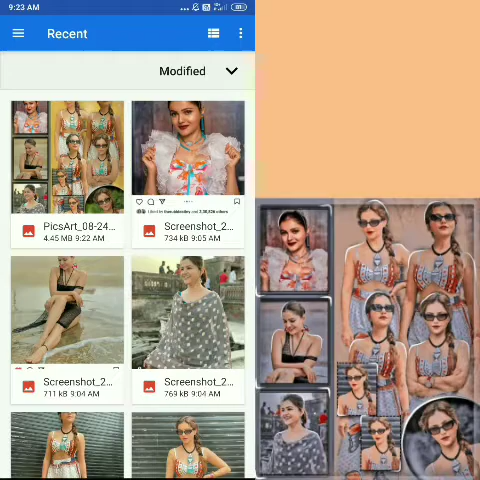 9:23 AM
Recent
Modified
PicsArt_08-24...
4.45 MB 9:22 AM
Screenshot_2...
734 kB 9:05 AM
Screenshot_2...
711 kB 9:04 AM
Screenshot_2...
769 kB 9:04 AM